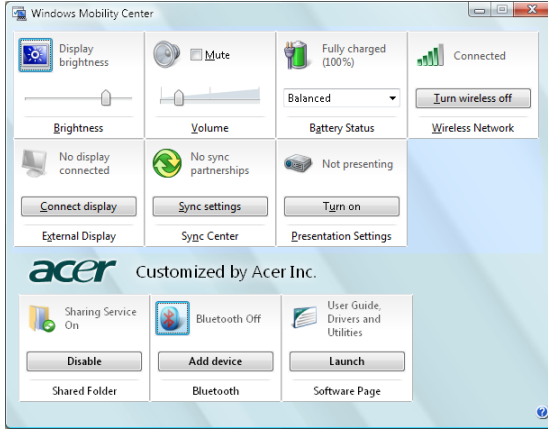 Windows Mobility Center
Display
brightness
Brightness
Mute
Volume
Fully charged
(100%)
Balanced
Battery Status
Connected
Turn wireless off
Wireless Network
No display
connected
Connect display
External Display
No sync
partnerships
Sync settings
Sync Center
Not presenting
Turn on
Presentation Settings
acer Customized by Acer Inc.
Sharing Service
On
Disable
Shared Folder
Bluetooth Off
Add device
Bluetooth
User Guide,
Drivers and
Utilities
Launch
Software Page